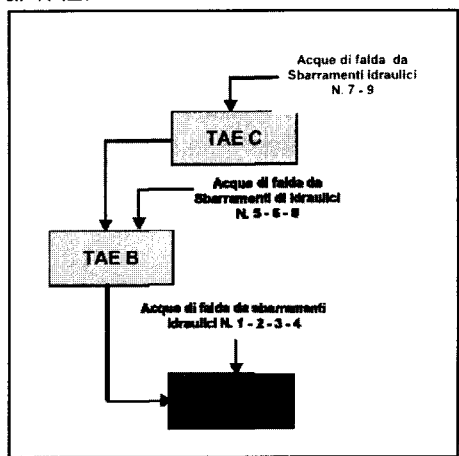 Acque di falda da
Sbarramenti idraulici
N. 7 - 9
TAE C
Acque di falda da
Sbarramenti di idraulici
N. 5 - 6 - 8
TAE B
Acque di falda da sbarramenti
idraulici N. 1 - 2 - 3 - 4